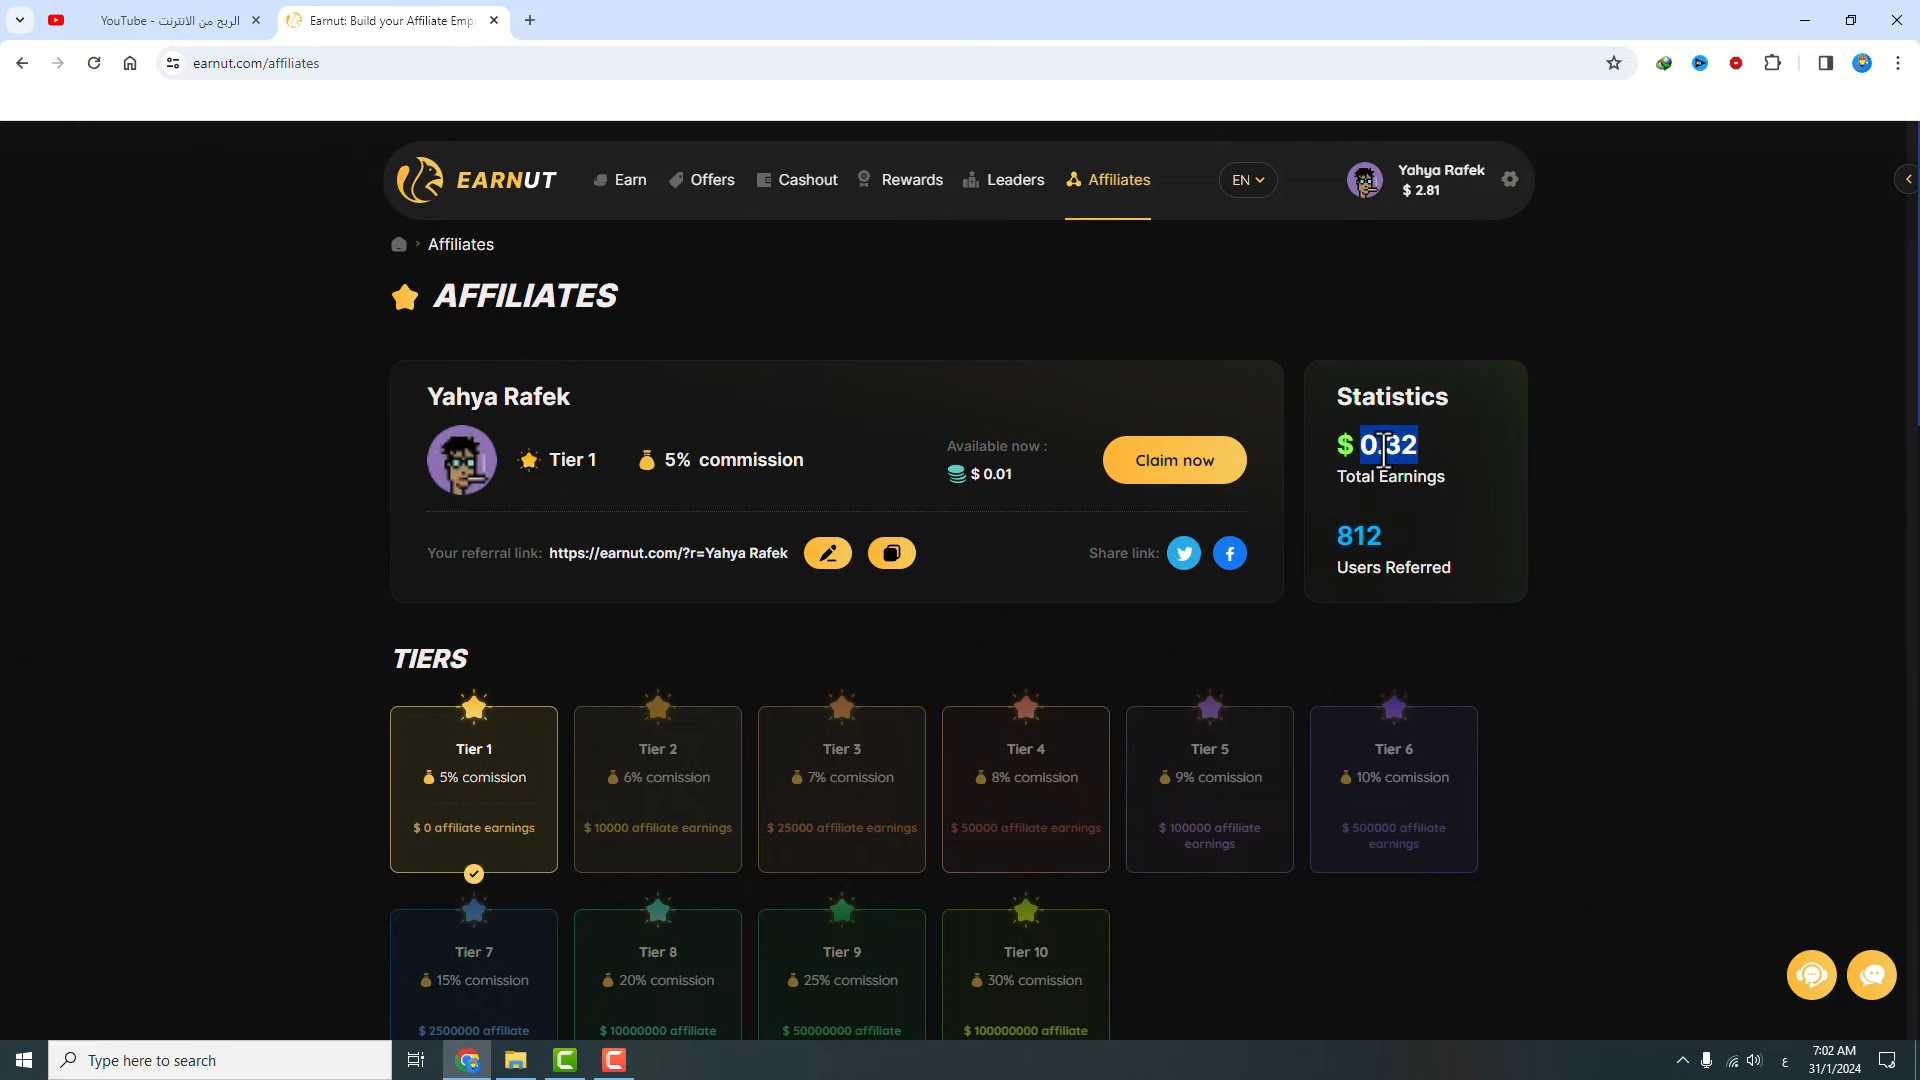 YouTube - الربح من الانترنت
Earnut: Build your Affiliate Emp
earnut.com/affiliates
EARNUT
Earn
Offers
Cashout
Rewards
Leaders
Affiliates
EN
Yahya Rafek
$ 2.81
Affiliates
AFFILIATES
Yahya Rafek
Tier 1
5% commission
Available now :
$ 0.01
Claim now
Your referral link: https://earnut.com/?r=Yahya Rafek
Share link:
Statistics
$ 0.32
Total Earnings
812
Users Referred
TIERS
Tier 1
5% comission
$ 0 affiliate earnings
Tier 2
6% comission
$ 10000 affiliate earnings
Tier 3
7% comission
$ 25000 affiliate earnings
Tier 4
8% comission
$ 50000 affiliate earnings
Tier 5
9% comission
$ 100000 affiliate
earnings
Tier 6
10% comission
$ 500000 affiliate
earnings
Tier 7
15% comission
$ 2500000 affiliate
Tier 8
20% comission
$ 10000000 affiliate
Tier 9
25% comission
$ 50000000 affiliate
Tier 10
30% comission
$ 100000000 affiliate
Type here to search
ع
7:02 AM
31/1/2024